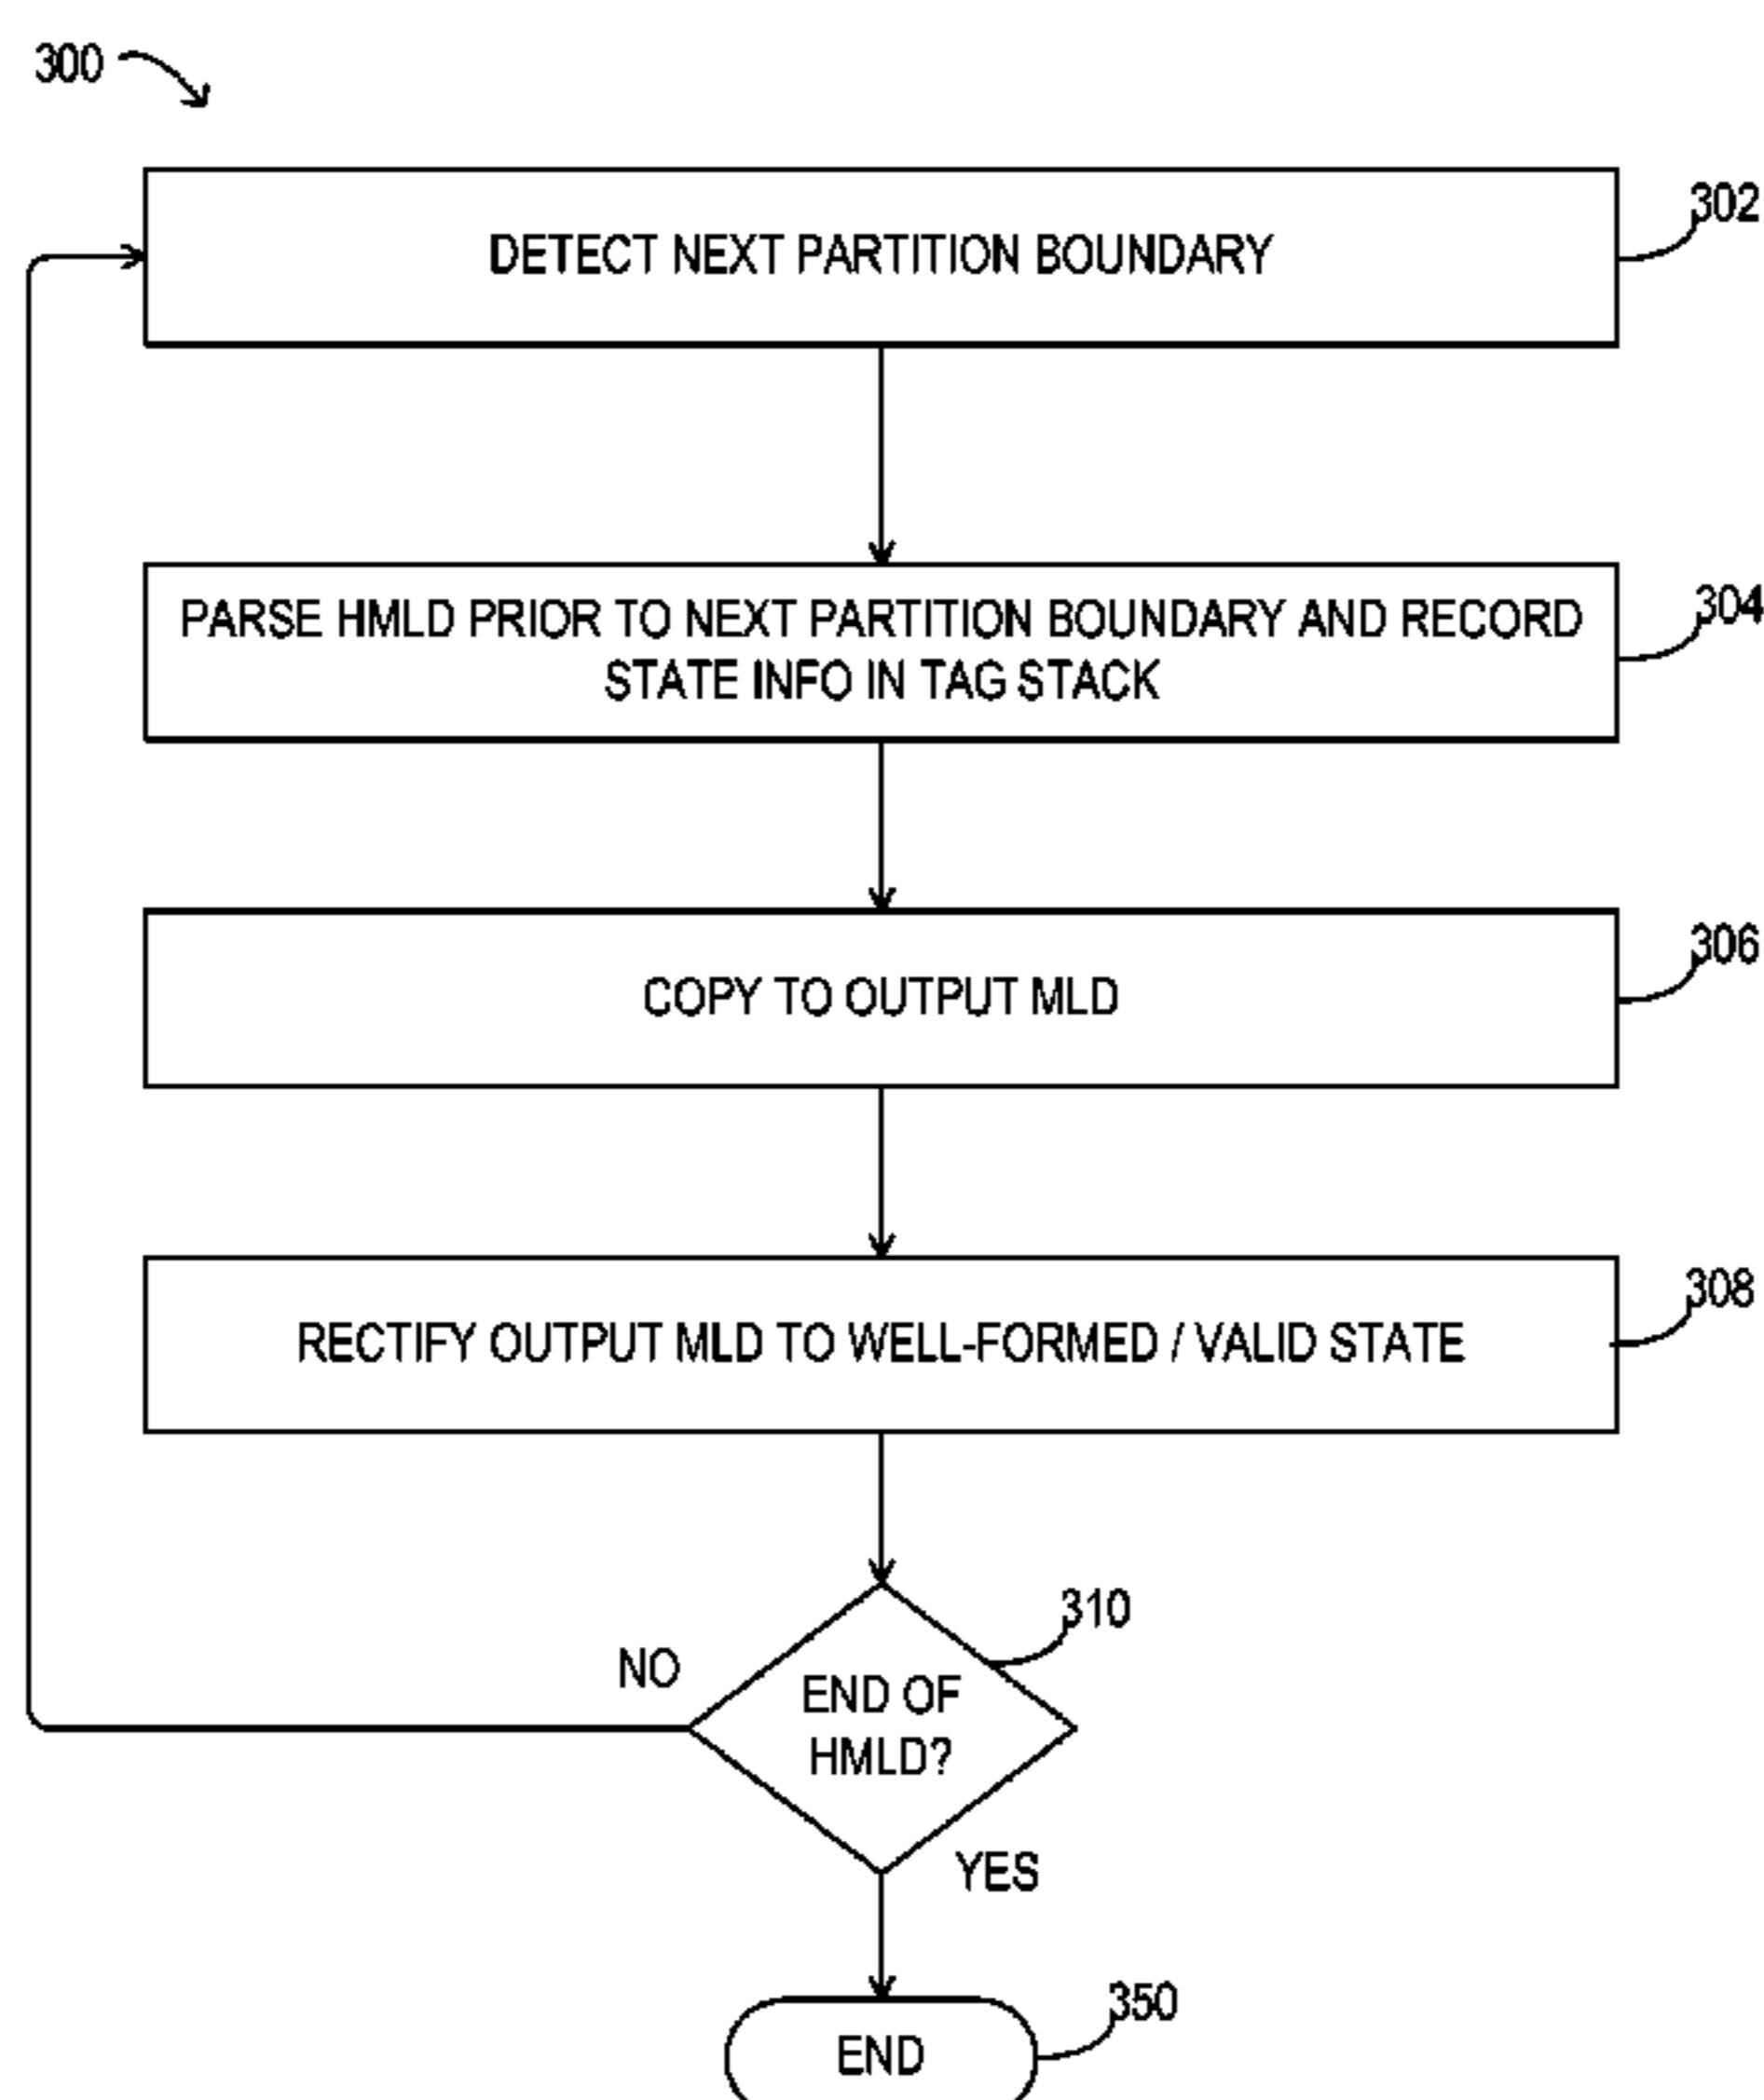 300
302
DETECT NEXT PARTITION BOUNDARY
304
PARSE HMLD PRIOR TO NEXT PARTITION BOUNDARY AND RECORD
STATE INFO IN TAG STACK
306
COPY TO OUTPUT MLD
308
RECTIFY OUTPUT MLD TO WELL-FORMED / VALID STATE
310
NO
END OF
HMLD?
YES
350
END